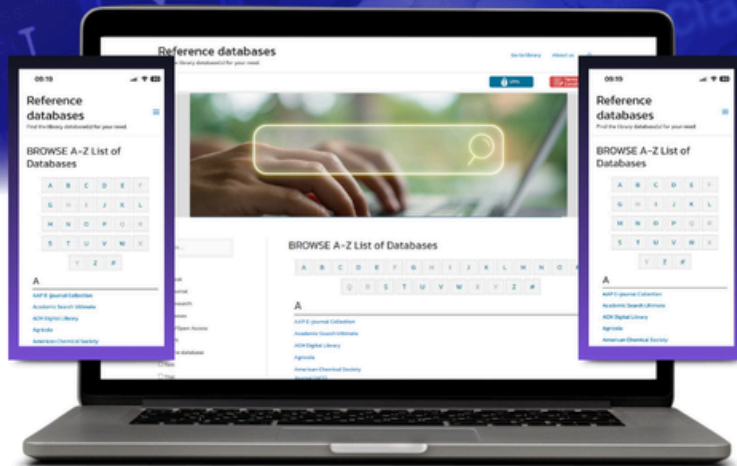 Reference databases
Go to library About us
VPN
09:19
Reference
databases
Find the library database(s) for your need
BROWSE A-Z List of
Databases
A B C D E F
G H I J K L
M N O P Q R
S T U V W X
Y Z #
A
AAP E-journal Collection
Academic Search Ultimate
ACM Digital Library
Agricola
American Chemical Society
BROWSE A-Z List of Databases
A B C D E F G H I J K L M N O
Q R S T U V W X Y Z #
A
AAP E-journal Collection
Academic Search Ultimate
ACM Digital Library
Agricola
American Chemical Society
Journal (ACS)
09:19
Reference
databases
Find the library database(s) for your need
BROWSE A-Z List of
Databases
A B C D E F
G H I J K L
M N O P Q R
S T U V W X
Y Z #
A
AAP E-journal Collection
Academic Search Ultimate
ACM Digital Library
Agricola
American Chemical Society